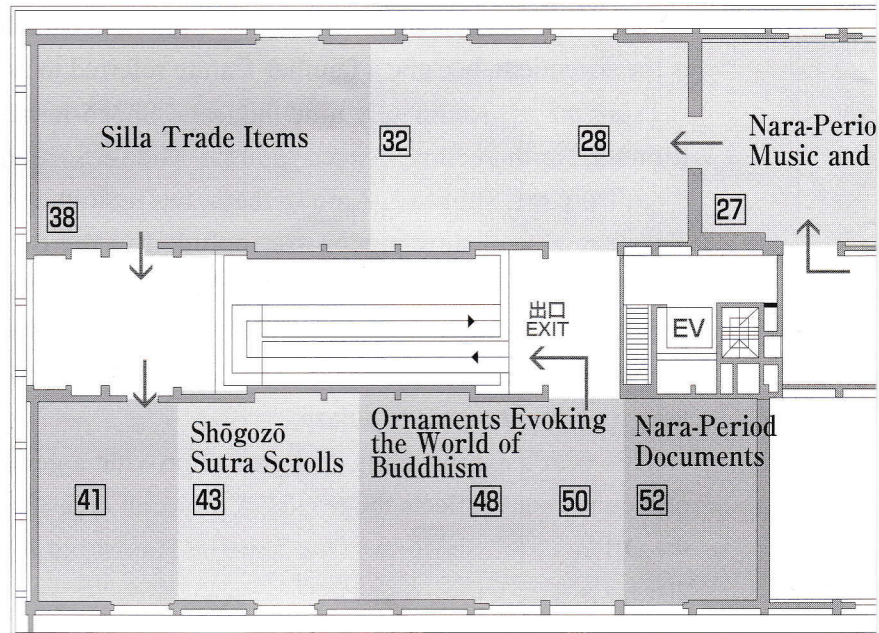 Silla Trade Items
32
28
Nara-Perio
Music and
38
27
出口
EXIT
EV
Shōgozō
Sutra Scrolls
Ornaments Evoking
the World of
Buddhism
Nara-Period
Documents
41
43
48
50
52